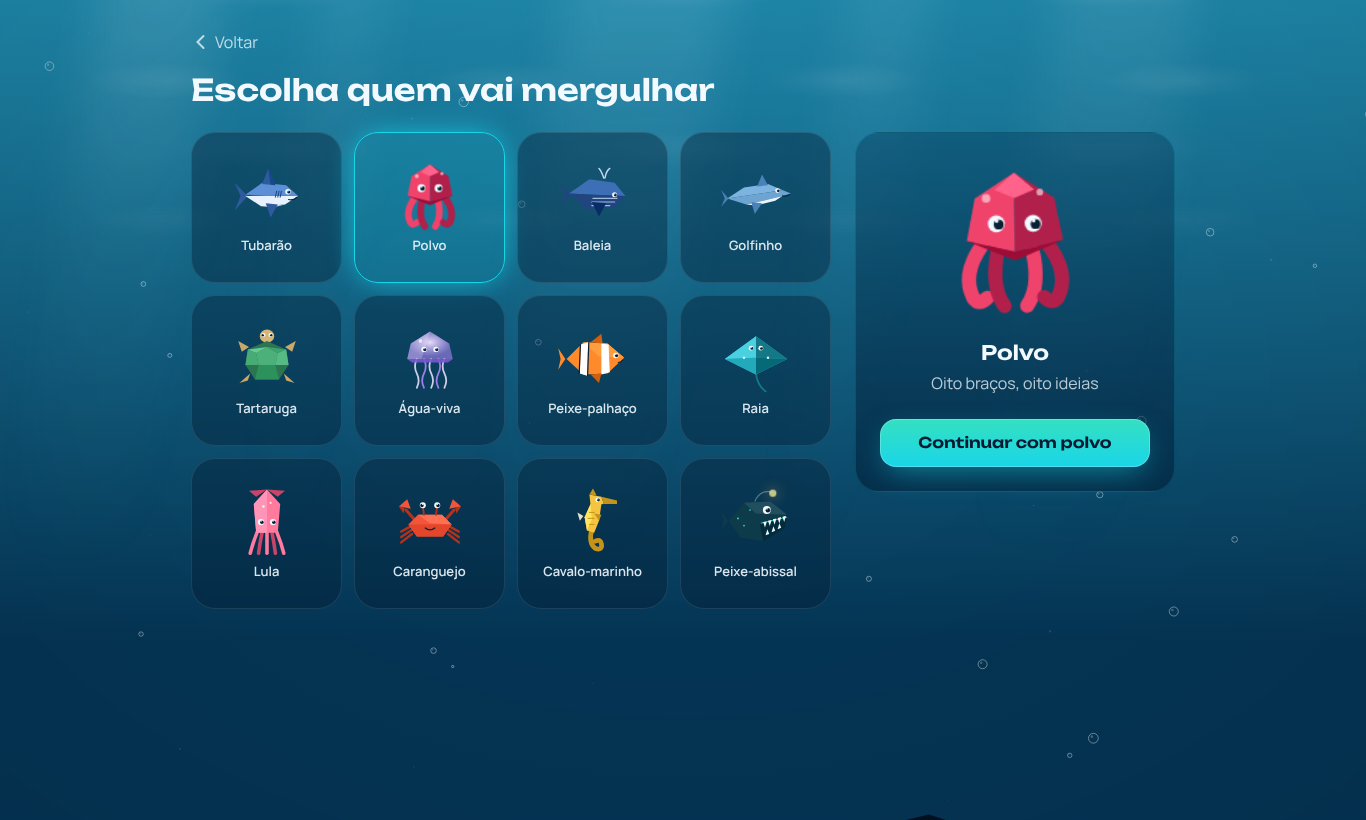 Voltar
Escolha quem vai mergulhar
Tubarão
Polvo
Baleia
Golfinho
Tartaruga
Água-viva
Peixe-palhaço
Raia
Lula
Caranguejo
Cavalo-marinho
Peixe-abissal
Polvo
Oito braços, oito ideias
Continuar com polvo